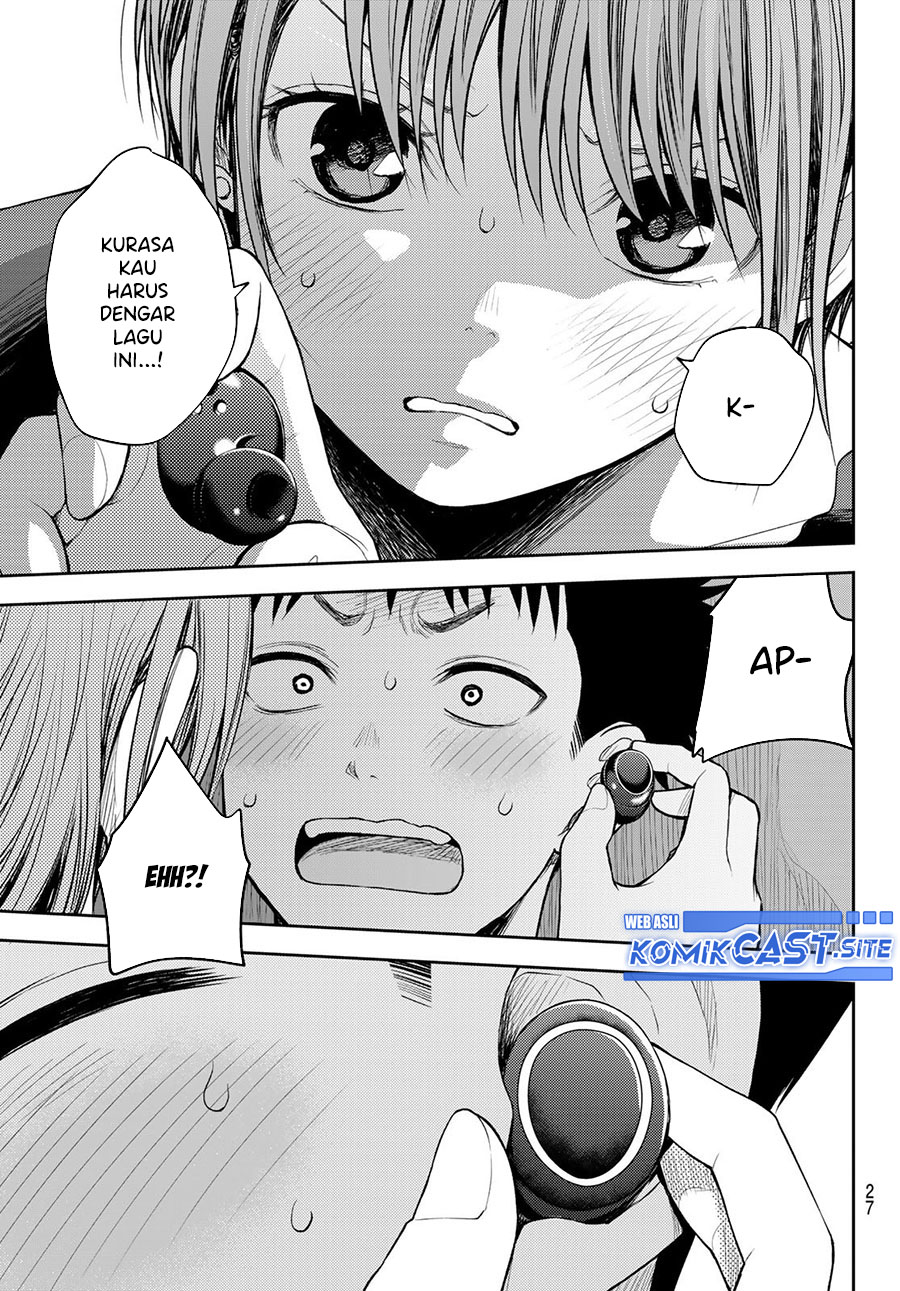 K-
KURASA
KAU
HARUS
DENGAR
LAGU
INI...!
AP-
EHH?!
WEB ASLI
KOMIKCAST.SITE
27